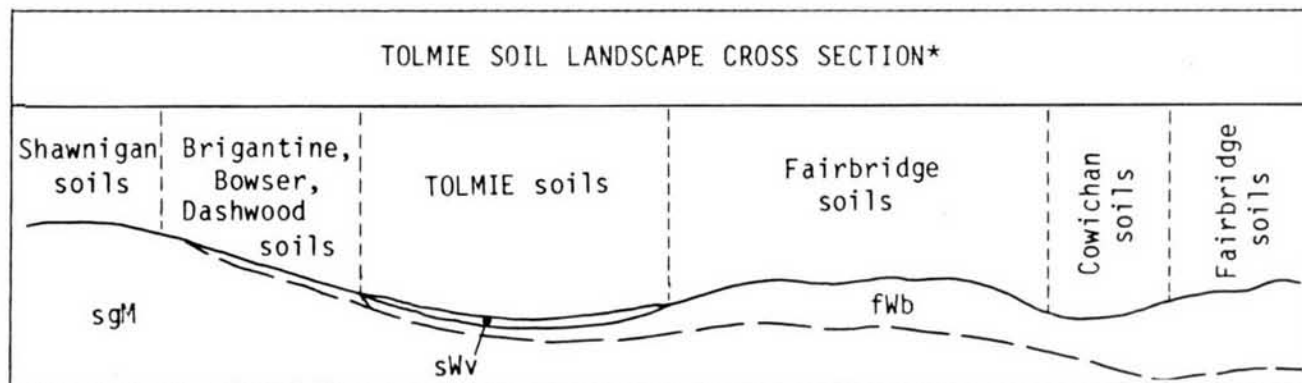 TOLMIE SOIL LANDSCAPE CROSS SECTION*
Shawnigan
soils
Brigantine,
Bowser,
Dashwood
soils
TOLMIE soils
Fairbridge
soils
Cowichan
soils
Fairbridge
soils
sgM
sWv
fWb